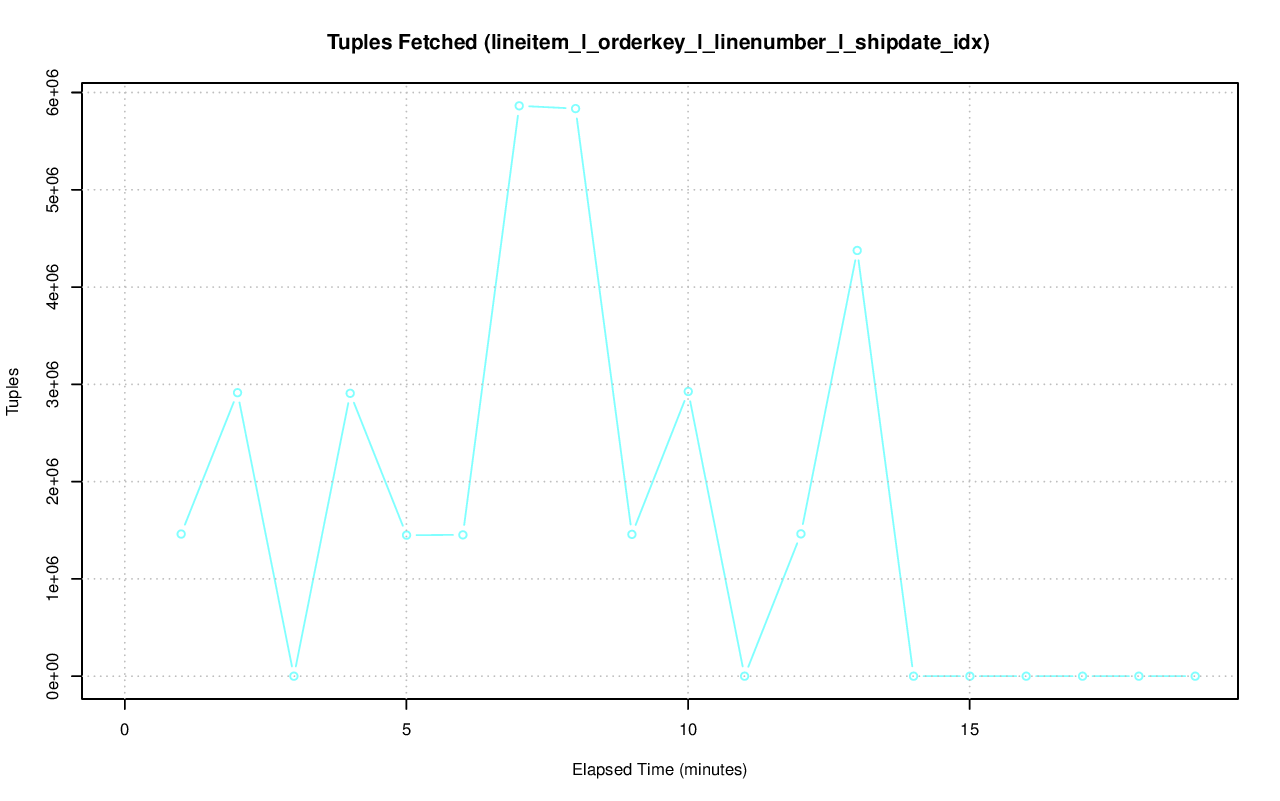 Tuples Fetched (lineitem_l_orderkey_l_linenumber_l_shipdate_idx)
6e+06
5e+06
4e+06
3e+06
2e+06
1e+06
0e+00
Tuples
0 5 10 15
Elapsed Time (minutes)